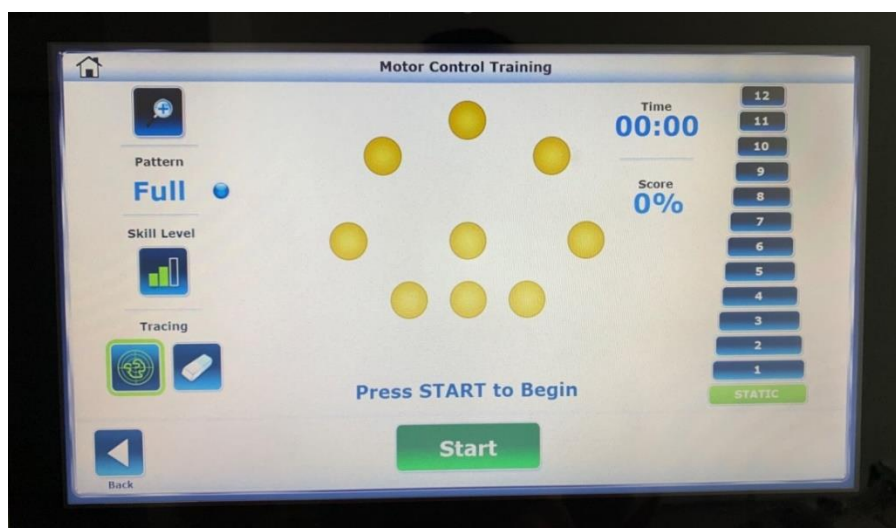 Motor Control Training
Pattern
Full
Skill Level
Tracing
Back
Time
00:00
Score
0%
12
11
10
9
8
7
6
5
4
3
2
1
STATIC
Press START to Begin
Start